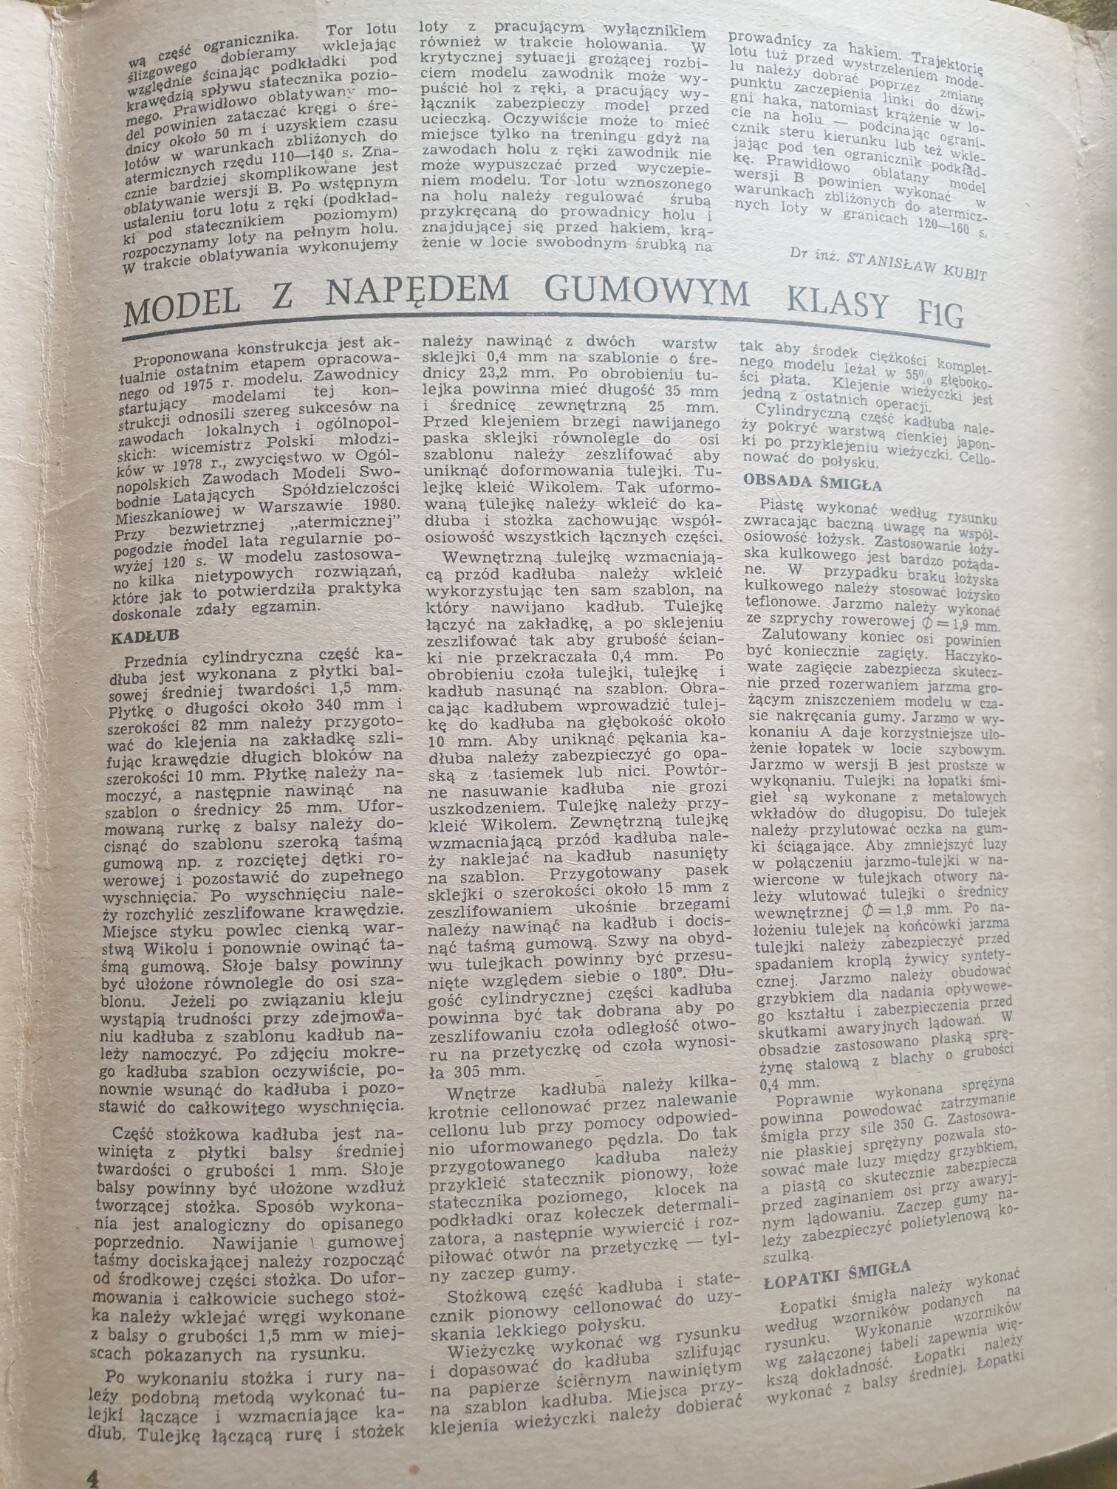 wą część ogranicznika. Tor lotu
ślizgowego dobieramy wklejając
względnie ścinając podkładki pod
krawędzią spływu statecznika pozio-
mego. Prawidłowo oblatywany mo-
del powinien zataczać kręgi o śre-
dnicy około 50 m i uzyskiem czasu
lotów w warunkach zbliżonych do
atermicznych rzędu 110—140 s. Zna-
cznie bardziej skomplikowane jest
oblatywanie wersji B. Po wstępnym
ustaleniu toru lotu z ręki (podkład-
ki pod statecznikiem poziomym)
rozpoczynamy loty na pełnym holu.
W trakcie oblatywania wykonujemy
loty z pracującym wyłącznikiem
również w trakcie holowania. W
krytycznej sytuacji grożącej rozbi-
ciem modelu zawodnik może wy-
puścić hol z ręki, a pracujący wy-
łącznik zabezpieczy model przed
ucieczką. Oczywiście może to mieć
miejsce tylko na treningu gdyż na
zawodach holu z ręki zawodnik nie
może wypuszczać przed wyczepie-
niem modelu. Tor lotu wznoszonego
na holu należy regulować śrubą
przykręcaną do prowadnicy holu i
znajdującej się przed hakiem, krą-
żenie w locie swobodnym śrubką na
prowadnicy za hakiem. Trajektorię
lotu tuż przed wystrzeleniem mode-
lu należy dobrać poprzez zmianę
punktu zaczepienia linki do dźwi-
gni haka, natomiast krążenie w lo-
cie na holu — podcinając ograni-
cznik steru kierunku lub też wkle-
jając pod ten ogranicznik podkład-
kę. Prawidłowo oblatany model
wersji B powinien wykonać w
warunkach zbliżonych do atermicz-
nych loty w granicach 120—160 s.
Dr inż. STANISŁAW KUBIT
MODEL Z NAPĘDEM GUMOWYM KLASY F1G
Proponowana konstrukcja jest ak-
tualnie ostatnim etapem opracowa-
nego od 1975 r. modelu. Zawodnicy
startujący modelami tej kon-
strukcji odnosili szereg sukcesów na
zawodach lokalnych i ogólnopol-
skich: wicemistrz Polski młodzi-
ków w 1978 r., zwycięstwo w Ogól-
nopolskich Zawodach Modeli Swo-
bodnie Latających Spółdzielczości
Mieszkaniowej w Warszawie 1980.
Przy bezwietrznej „atermicznej”
pogodzie model lata regularnie po-
wyżej 120 s. W modelu zastosowa-
no kilka nietypowych rozwiązań,
które jak to potwierdziła praktyka
doskonale zdały egzamin.
KADŁUB
Przednia cylindryczna część ka-
dłuba jest wykonana z płytki bal-
sowej średniej twardości 1,5 mm.
Płytkę o długości około 340 mm i
szerokości 82 mm należy przygoto-
wać do klejenia na zakładkę szli-
fując krawędzie długich bloków na
szerokości 10 mm. Płytkę należy na-
moczyć, a następnie nawinąć na
szablon o średnicy 25 mm. Ufor-
mowaną rurkę z balsy należy do-
cisnąć do szablonu szeroką taśmą
gumową np. z rozciętej dętki ro-
werowej i pozostawić do zupełnego
wyschnięcia. Po wyschnięciu nale-
ży rozchylić zeszlifowane krawędzie.
Miejsce styku powlec cienką war-
stwą Wikolu i ponownie owinąć ta-
śmą gumową. Słoje balsy powinny
być ułożone równolegle do osi sza-
blonu. Jeżeli po związaniu kleju
wystąpią trudności przy zdejmowa-
niu kadłuba z szablonu kadłub na-
leży namoczyć. Po zdjęciu mokre-
go kadłuba szablon oczywiście, po-
nownie wsunąć do kadłuba i pozo-
stawić do całkowitego wyschnięcia.
Część stożkowa kadłuba jest na-
winięta z płytki balsy średniej
twardości o grubości 1 mm. Słoje
balsy powinny być ułożone wzdłuż
tworzącej stożka. Sposób wykona-
nia jest analogiczny do opisanego
poprzednio. Nawijanie gumowej
taśmy dociskającej należy rozpocząć
od środkowej części stożka. Do ufor-
mowania i całkowicie suchego stoż-
ka należy wklejać wręgi wykonane
z balsy o grubości 1,5 mm w miej-
scach pokazanych na rysunku.
Po wykonaniu stożka i rury na-
leży podobną metodą wykonać tu-
lejki łączące i wzmacniające ka-
dłub. Tulejkę łączącą rurę i stożek
należy nawinąć z dwóch warstw
sklejki 0,4 mm na szablonie o śre-
dnicy 23,2 mm. Po obrobieniu tu-
lejka powinna mieć długość 35 mm
i średnicę zewnętrzną 25 mm.
Przed klejeniem brzegi nawijanego
paska sklejki równolegle do osi
szablonu należy zeszlifować aby
uniknąć doformowania tulejki. Tu-
lejkę kleić Wikolem. Tak uformo-
waną tulejkę należy wkleić do ka-
dłuba i stożka zachowując współ-
osiowość wszystkich łącznych części.
Wewnętrzną tulejkę wzmacniają-
cą przód kadłuba należy wkleić
wykorzystując ten sam szablon, na
który nawijano kadłub. Tulejkę
łączyć na zakładkę, a po sklejeniu
zeszlifować tak aby grubość ścian-
ki nie przekraczała 0,4 mm. Po
obrobieniu czoła tulejki, tulejkę i
kadłub nasunąć na szablon. Obra-
cając kadłubem wprowadzić tulej-
kę do kadłuba na głębokość około
10 mm. Aby uniknąć pękania ka-
dłuba należy zabezpieczyć go opa-
ską z tasiemek lub nici. Powtór-
ne nasuwanie kadłuba nie grozi
uszkodzeniem. Tulejkę należy przy-
kleić Wikolem. Zewnętrzną tulejkę
wzmacniającą przód kadłuba nale-
ży naklejać na kadłub nasunięty
na szablon. Przygotowany pasek
sklejki o szerokości około 15 mm z
zeszlifowaniem ukośnie brzegami
należy nawinąć na kadłub i docis-
nąć taśmą gumową. Szwy na obyd-
wu tulejkach powinny być przesu-
nięte względem siebie o 180°. Dłu-
gość cylindrycznej części kadłuba
powinna być tak dobrana aby po
zeszlifowaniu czoła odległość otwo-
ru na przetyczkę od czoła wynosi-
ła 305 mm.
Wnętrze kadłuba należy kilka-
krotnie cellonować przez nalewanie
cellonu lub przy pomocy odpowied-
nio uformowanego pędzla. Do tak
przygotowanego kadłuba należy
przykleić statecznik pionowy, łoże
statecznika poziomego, klocek na
podkładki oraz kołeczek determali-
zatora, a następnie wywiercić i roz-
piłować otwór na przetyczkę — tyl-
ny zaczep gumy.
Stożkową część kadłuba i state-
cznik pionowy cellonować do uzy-
skania lekkiego połysku.
Wieżyczkę wykonać wg rysunku
i dopasować do kadłuba szlifując
na papierze ściernym nawiniętym
na szablon kadłuba. Miejsca przy-
klejenia wieżyczki należy dobierać
tak aby środek ciężkości komplet-
nego modelu leżał w 55% głęboko-
ści płata. Klejenie wieżyczki jest
jedną z ostatnich operacji.
Cylindryczną część kadłuba nale-
ży pokryć warstwą cienkiej japon-
ki po przyklejeniu wieżyczki. Cello-
nować do połysku.
OBSADA ŚMIGŁA
Piastę wykonać według rysunku
zwracając baczną uwagę na współ-
osiowość łożysk. Zastosowanie łoży-
ska kulkowego jest bardzo pożąda-
ne. W przypadku braku łożyska
kulkowego należy stosować łożysko
teflonowe. Jarzmo należy wykonać
ze szprychy rowerowej ∅ = 1,9 mm.
Zalutowany koniec osi powinien
być koniecznie zagięty. Haczyko-
wate zagięcie zabezpiecza skutecz-
nie przed rozerwaniem jarzma gro-
żącym zniszczeniem modelu w cza-
sie nakręcania gumy. Jarzmo w wy-
konaniu A daje korzystniejsze uło-
żenie łopatek w locie szybowym.
Jarzmo w wersji B jest prostsze w
wykonaniu. Tulejki na łopatki śmi-
gieł są wykonane z metalowych
wkładów do długopisu. Do tulejek
należy przylutować oczka na gum-
ki ściągające. Aby zmniejszyć luzy
w połączeniu jarzmo-tulejki w na-
wiercone w tulejkach otwory na-
leży wlutować tulejki o średnicy
wewnętrznej ∅ = 1,9 mm. Po na-
łożeniu tulejek na końcówki jarzma
tulejki należy zabezpieczyć przed
spadaniem kroplą żywicy syntety-
cznej. Jarzmo należy obudować
grzybkiem dla nadania opływowe-
go kształtu i zabezpieczenia przed
skutkami awaryjnych lądowań. W
obsadzie zastosowano płaską sprę-
żynę stalową z blachy o grubości
0,4 mm.
Poprawnie wykonana sprężyna
powinna powodować zatrzymanie
śmigła przy sile 350 G. Zastosowa-
nie płaskiej sprężyny pozwala sto-
sować małe luzy między grzybkiem,
a piastą co skutecznie zabezpiecza
przed zaginaniem osi przy awaryj-
nym lądowaniu. Zaczep gumy na-
leży zabezpieczyć polietylenową ko-
szulką.
ŁOPATKI ŚMIGŁA
Łopatki śmigła należy wykonać
według wzorników podanych na
rysunku. Wykonanie wzorników
wg załączonej tabeli zapewnia wię-
kszą dokładność. Łopatki należy
wykonać z balsy średniej. Łopatki
4